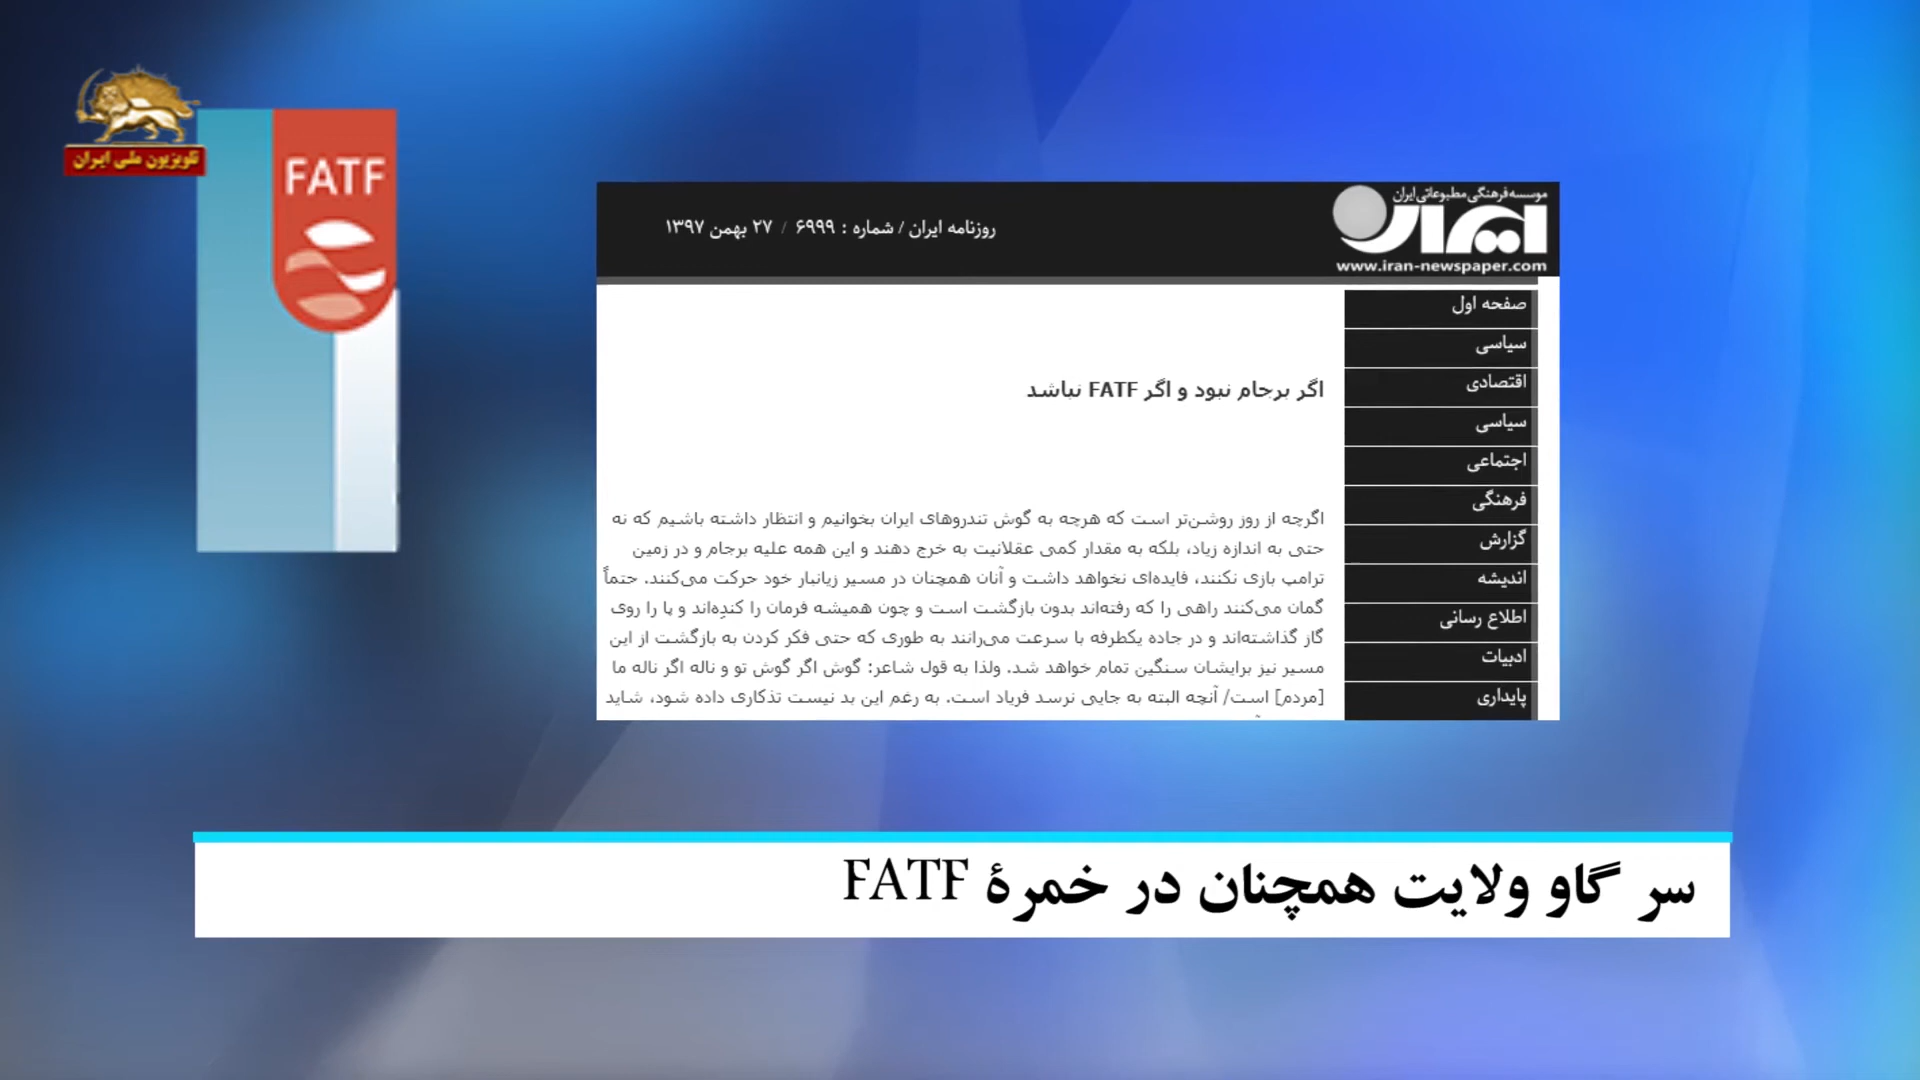 تلویزیون ملی ایران
FATF
موسسه فرهنگی مطبوعاتی ایران
ایران
www.iran-newspaper.com
روزنامه ایران / شماره : ۶۹۹۹ / ۲۷ بهمن ۱۳۹۷
صفحه اول
سیاسی
اقتصادی
سیاسی
اجتماعی
فرهنگی
گزارش
اندیشه
اطلاع رسانی
ادبیات
پایداری
اگر برجام نبود و اگر FATF نباشد
اگرچه از روز روشن‌تر است که هرچه به گوش تندروهای ایران بخوانیم و انتظار داشته باشیم که نه
حتی به اندازه زیاد، بلکه به مقدار کمی عقلانیت به خرج دهند و این همه علیه برجام و در زمین
ترامپ بازی نکنند، فایده‌ای نخواهد داشت و آنان همچنان در مسیر زیانبار خود حرکت می‌کنند. حتماً
گمان می‌کنند راهی را که رفته‌اند بدون بازگشت است و چون همیشه فرمان را کنده‌اند و پا را روی
گاز گذاشته‌اند و در جاده یکطرفه با سرعت می‌رانند به طوری که حتی فکر کردن به بازگشت از این
مسیر نیز برایشان سنگین تمام خواهد شد. ولذا به قول شاعر: گوش اگر گوش تو و ناله اگر ناله ما
[مردم] است/ آنچه البته به جایی نرسد فریاد است. به رغم این بد نیست تذکاری داده شود، شاید
سر گاو ولایت همچنان در خمرهٔ FATF